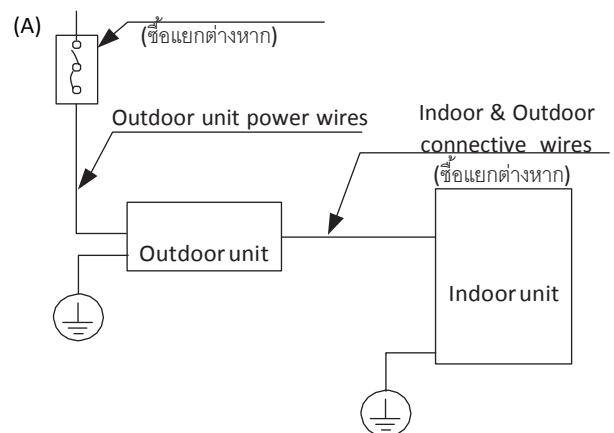 (A)
(ซื้อแยกต่างหาก)
Outdoor unit power wires
Indoor & Outdoor
connective wires
(ซื้อแยกต่างหาก)
Outdoor unit
Indoor unit